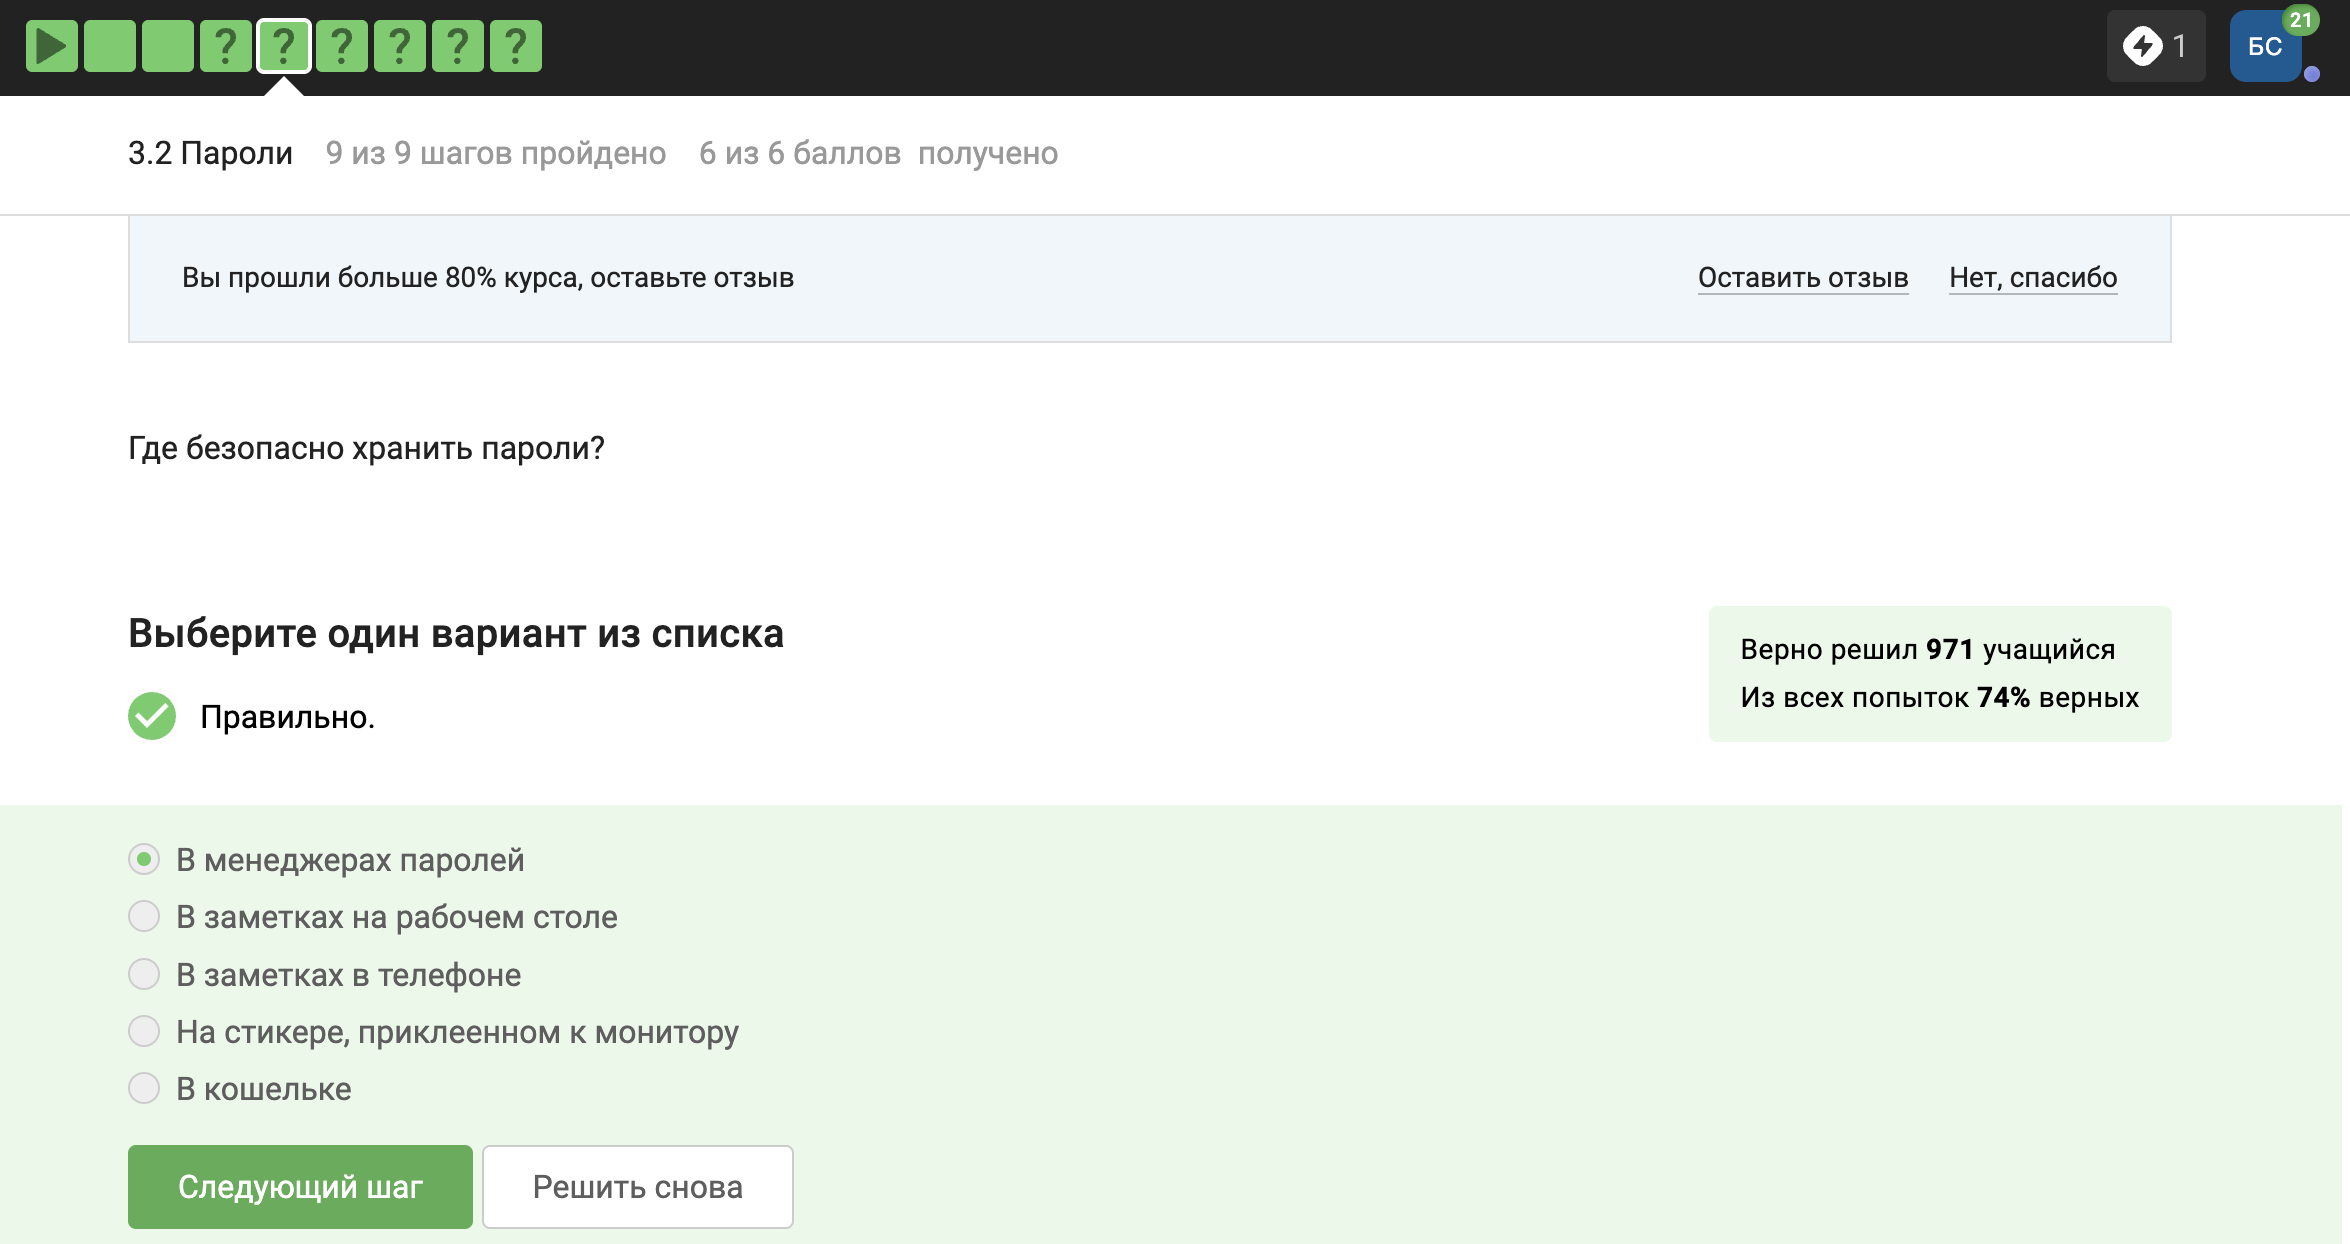 ? ? ? ? ? ?
1
БС
21
3.2 Пароли 9 из 9 шагов пройдено 6 из 6 баллов получено
Вы прошли больше 80% курса, оставьте отзыв Оставить отзыв Нет, спасибо
Где безопасно хранить пароли?
Выберите один вариант из списка
Правильно.
Верно решил 971 учащийся
Из всех попыток 74% верных
В менеджерах паролей
В заметках на рабочем столе
В заметках в телефоне
На стикере, приклеенном к монитору
В кошельке
Следующий шаг Решить снова